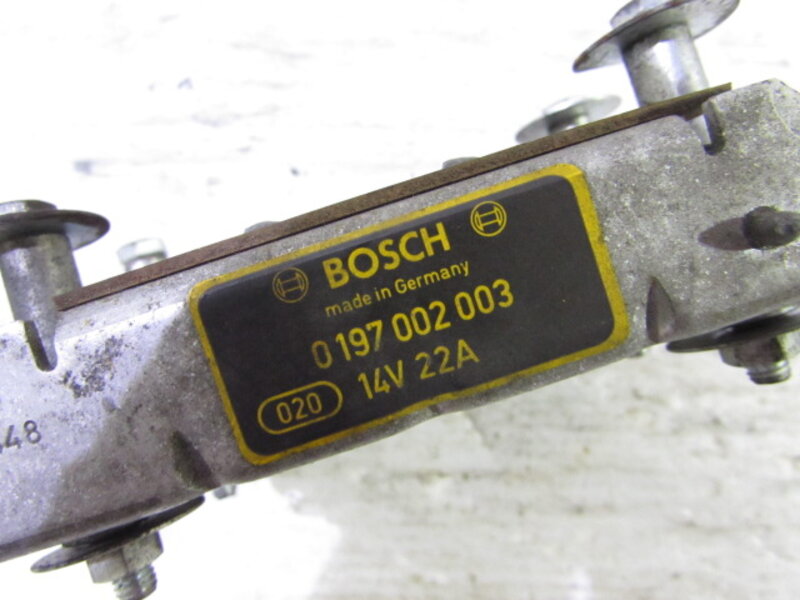 BOSCH
made in Germany
0 197 002 003
14V 22A
020